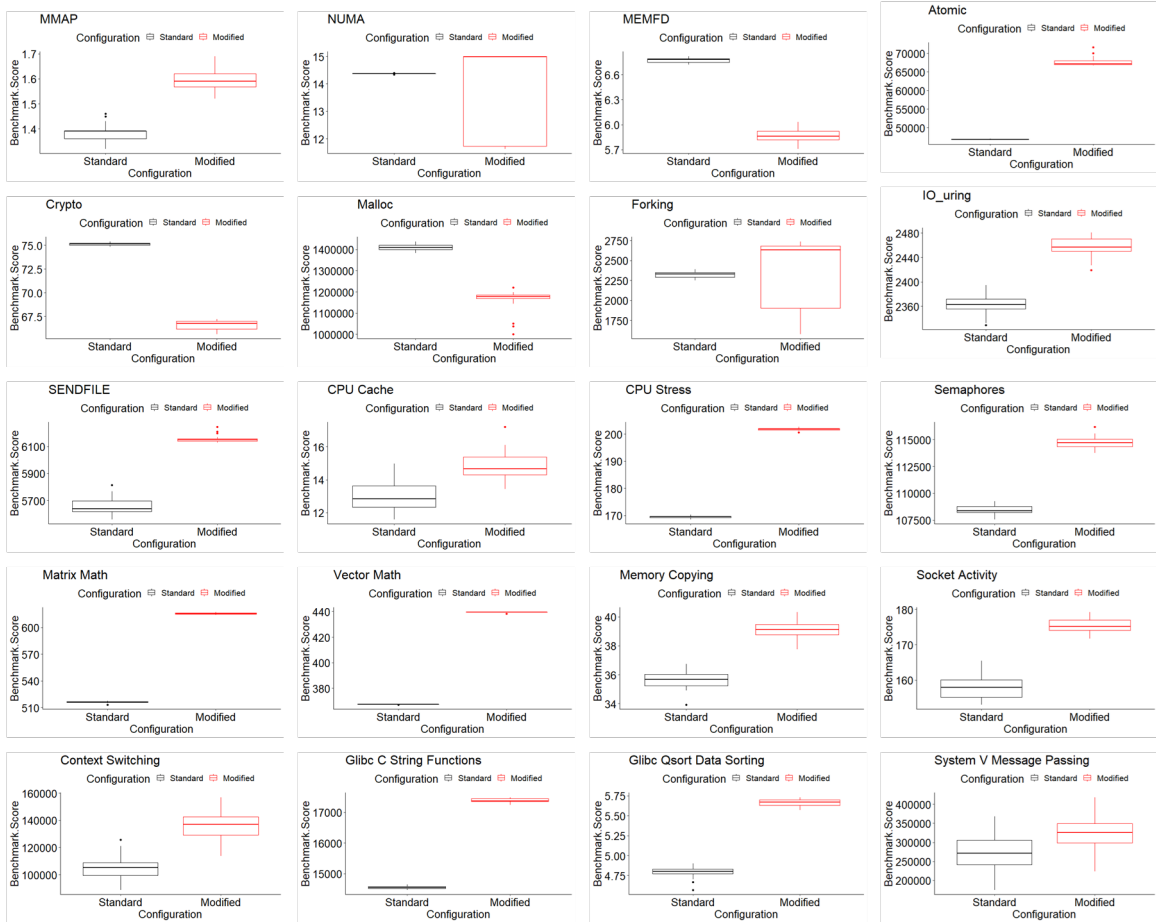 MMAP
Configuration Standard Modified
Benchmark.Score
1.7
1.6
1.5
1.4
Standard Modified
Configuration
NUMA
Configuration Standard Modified
Benchmark.Score
15
14
13
12
Standard Modified
Configuration
MEMFD
Configuration Standard Modified
Benchmark.Score
6.6
6.3
6.0
5.7
Standard Modified
Configuration
Atomic
Configuration Standard Modified
Benchmark.Score
70000
65000
60000
55000
50000
Standard Modified
Configuration
Crypto
Configuration Standard Modified
Benchmark.Score
75.0
72.5
70.0
67.5
Standard Modified
Configuration
Malloc
Configuration Standard Modified
Benchmark.Score
1400000
1300000
1200000
1100000
1000000
Standard Modified
Configuration
Forking
Configuration Standard Modified
Benchmark.Score
2750
2500
2250
2000
1750
Standard Modified
Configuration
IO_uring
Configuration Standard Modified
Benchmark.Score
2480
2440
2400
2360
Standard Modified
Configuration
SENDFILE
Configuration Standard Modified
Benchmark.Score
6100
5900
5700
Standard Modified
Configuration
CPU Cache
Configuration Standard Modified
Benchmark.Score
16
14
12
Standard Modified
Configuration
CPU Stress
Configuration Standard Modified
Benchmark.Score
200
190
180
170
Standard Modified
Configuration
Semaphores
Configuration Standard Modified
Benchmark.Score
115000
112500
110000
107500
Standard Modified
Configuration
Matrix Math
Configuration Standard Modified
Benchmark.Score
600
570
540
510
Standard Modified
Configuration
Vector Math
Configuration Standard Modified
Benchmark.Score
440
420
400
380
Standard Modified
Configuration
Memory Copying
Configuration Standard Modified
Benchmark.Score
40
38
36
34
Standard Modified
Configuration
Socket Activity
Configuration Standard Modified
Benchmark.Score
180
170
160
Standard Modified
Configuration
Context Switching
Configuration Standard Modified
Benchmark.Score
160000
140000
120000
100000
Standard Modified
Configuration
Glibc C String Functions
Configuration Standard Modified
Benchmark.Score
17000
16000
15000
Standard Modified
Configuration
Glibc Qsort Data Sorting
Configuration Standard Modified
Benchmark.Score
5.75
5.50
5.25
5.00
4.75
Standard Modified
Configuration
System V Message Passing
Configuration Standard Modified
Benchmark.Score
400000
350000
300000
250000
200000
Standard Modified
Configuration